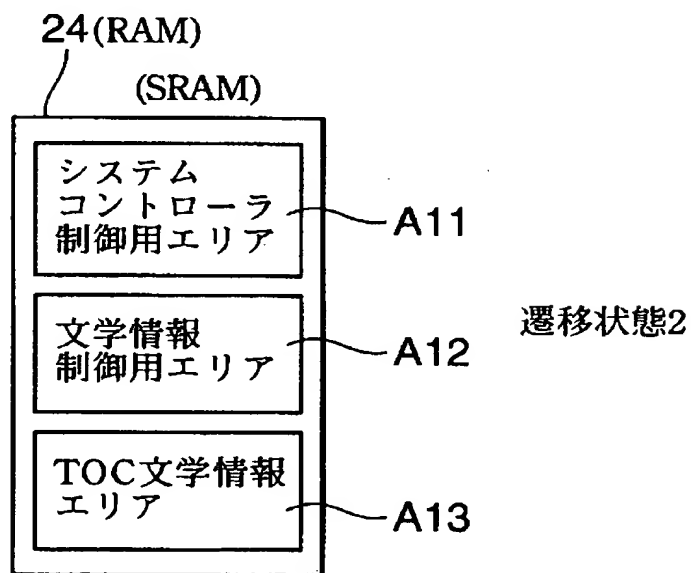 24(RAM)
(SRAM)
システム
コントローラ
制御用エリア
A11
文学情報
制御用エリア
A12
遷移状態2
TOC文学情報
エリア
A13